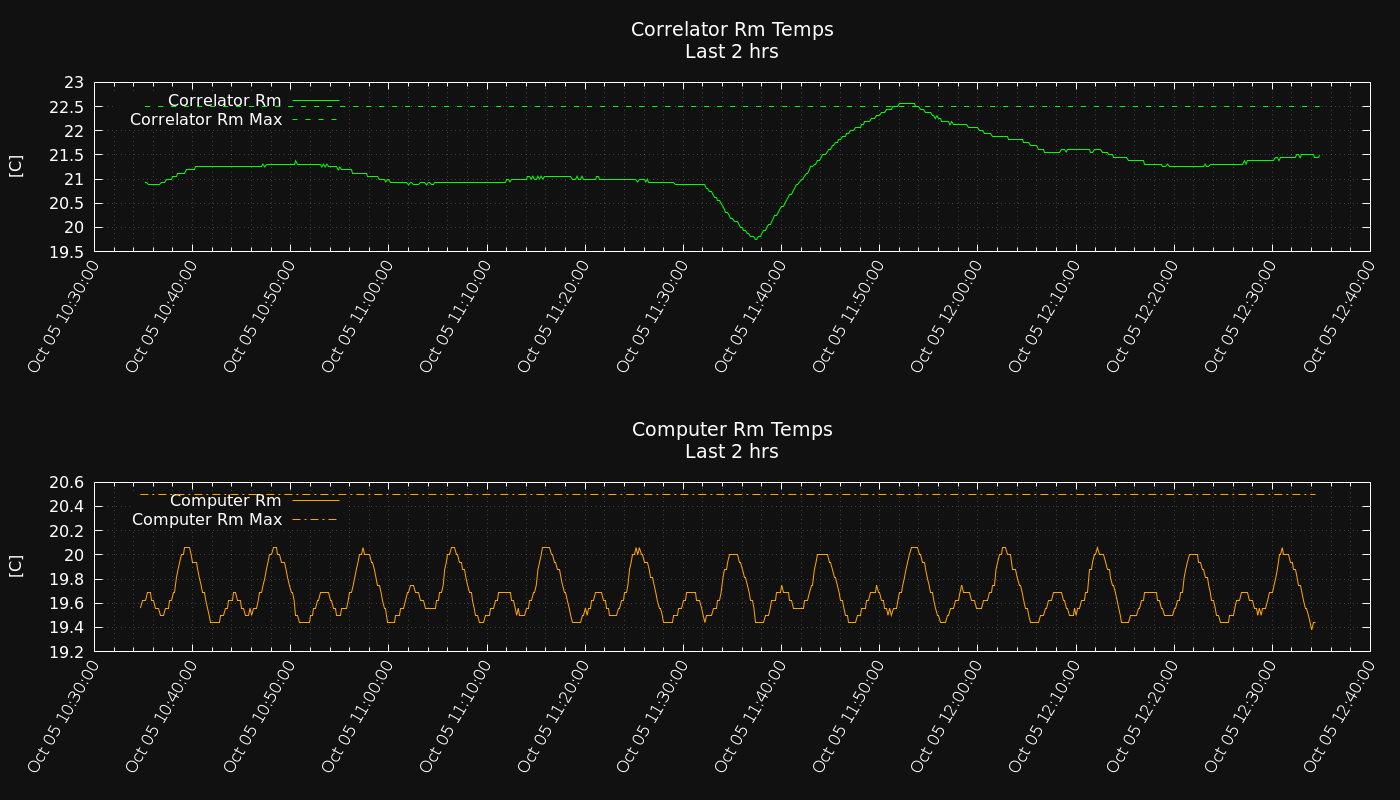 Correlator Rm Temps
Last 2 hrs
23
22.5
22
21.5
21
20.5
20
19.5
[C]
Correlator Rm
Correlator Rm Max
Oct 05 10:30:00
Oct 05 10:40:00
Oct 05 10:50:00
Oct 05 11:00:00
Oct 05 11:10:00
Oct 05 11:20:00
Oct 05 11:30:00
Oct 05 11:40:00
Oct 05 11:50:00
Oct 05 12:00:00
Oct 05 12:10:00
Oct 05 12:20:00
Oct 05 12:30:00
Oct 05 12:40:00
Computer Rm Temps
Last 2 hrs
20.6
20.4
20.2
20
19.8
19.6
19.4
19.2
[C]
Computer Rm
Computer Rm Max
Oct 05 10:30:00
Oct 05 10:40:00
Oct 05 10:50:00
Oct 05 11:00:00
Oct 05 11:10:00
Oct 05 11:20:00
Oct 05 11:30:00
Oct 05 11:40:00
Oct 05 11:50:00
Oct 05 12:00:00
Oct 05 12:10:00
Oct 05 12:20:00
Oct 05 12:30:00
Oct 05 12:40:00